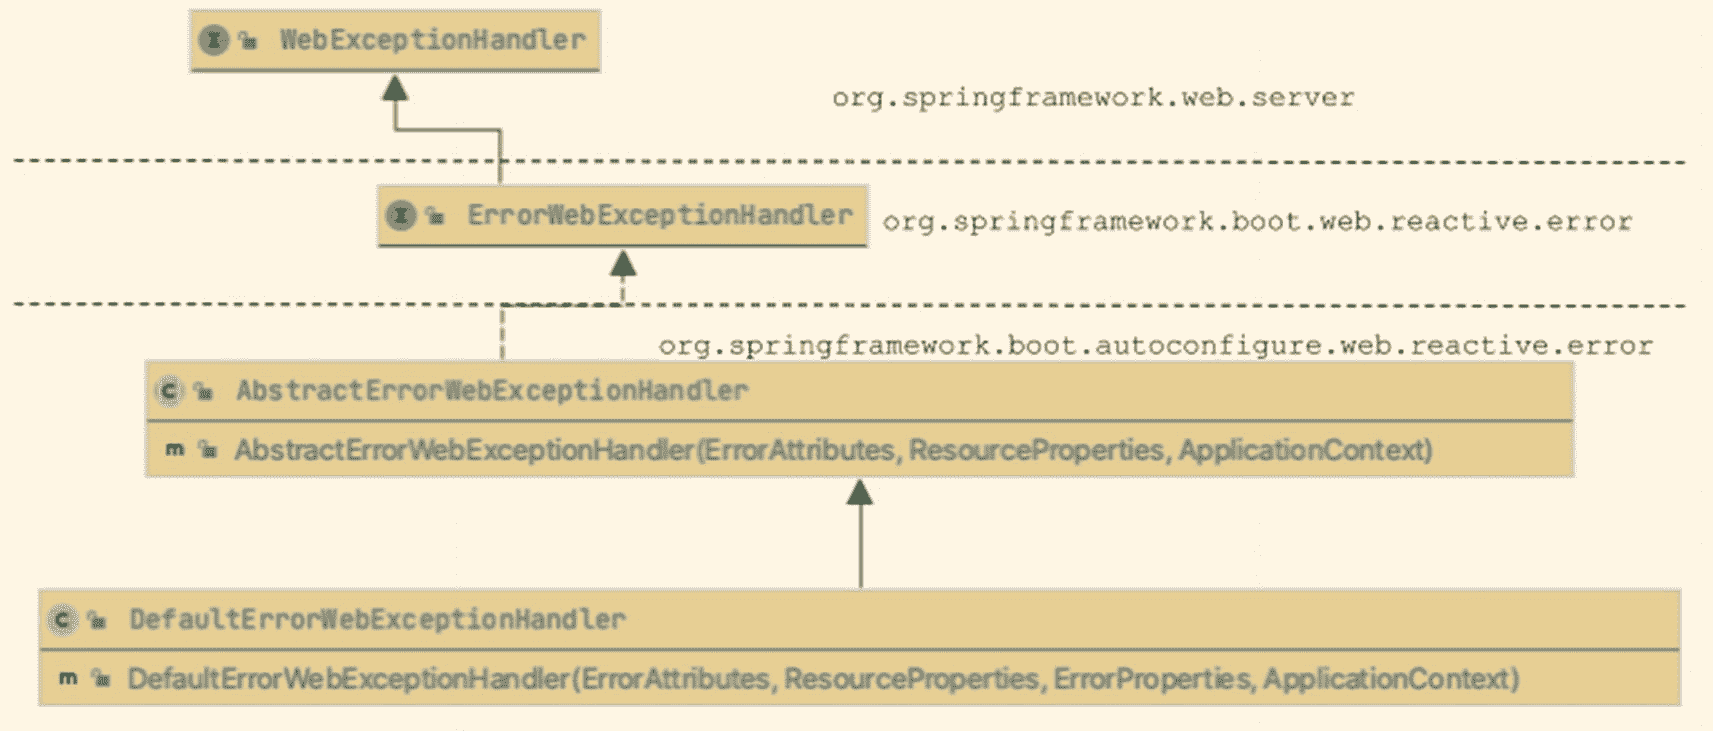 I WebExceptionHandler
org.springframework.web.server
I ErrorWebExceptionHandler
org.springframework.boot.web.reactive.error
org.springframework.boot.autoconfigure.web.reactive.error
C AbstractErrorWebExceptionHandler
m AbstractErrorWebExceptionHandler(ErrorAttributes, ResourceProperties, ApplicationContext)
C DefaultErrorWebExceptionHandler
m DefaultErrorWebExceptionHandler(ErrorAttributes, ResourceProperties, ErrorProperties, ApplicationContext)